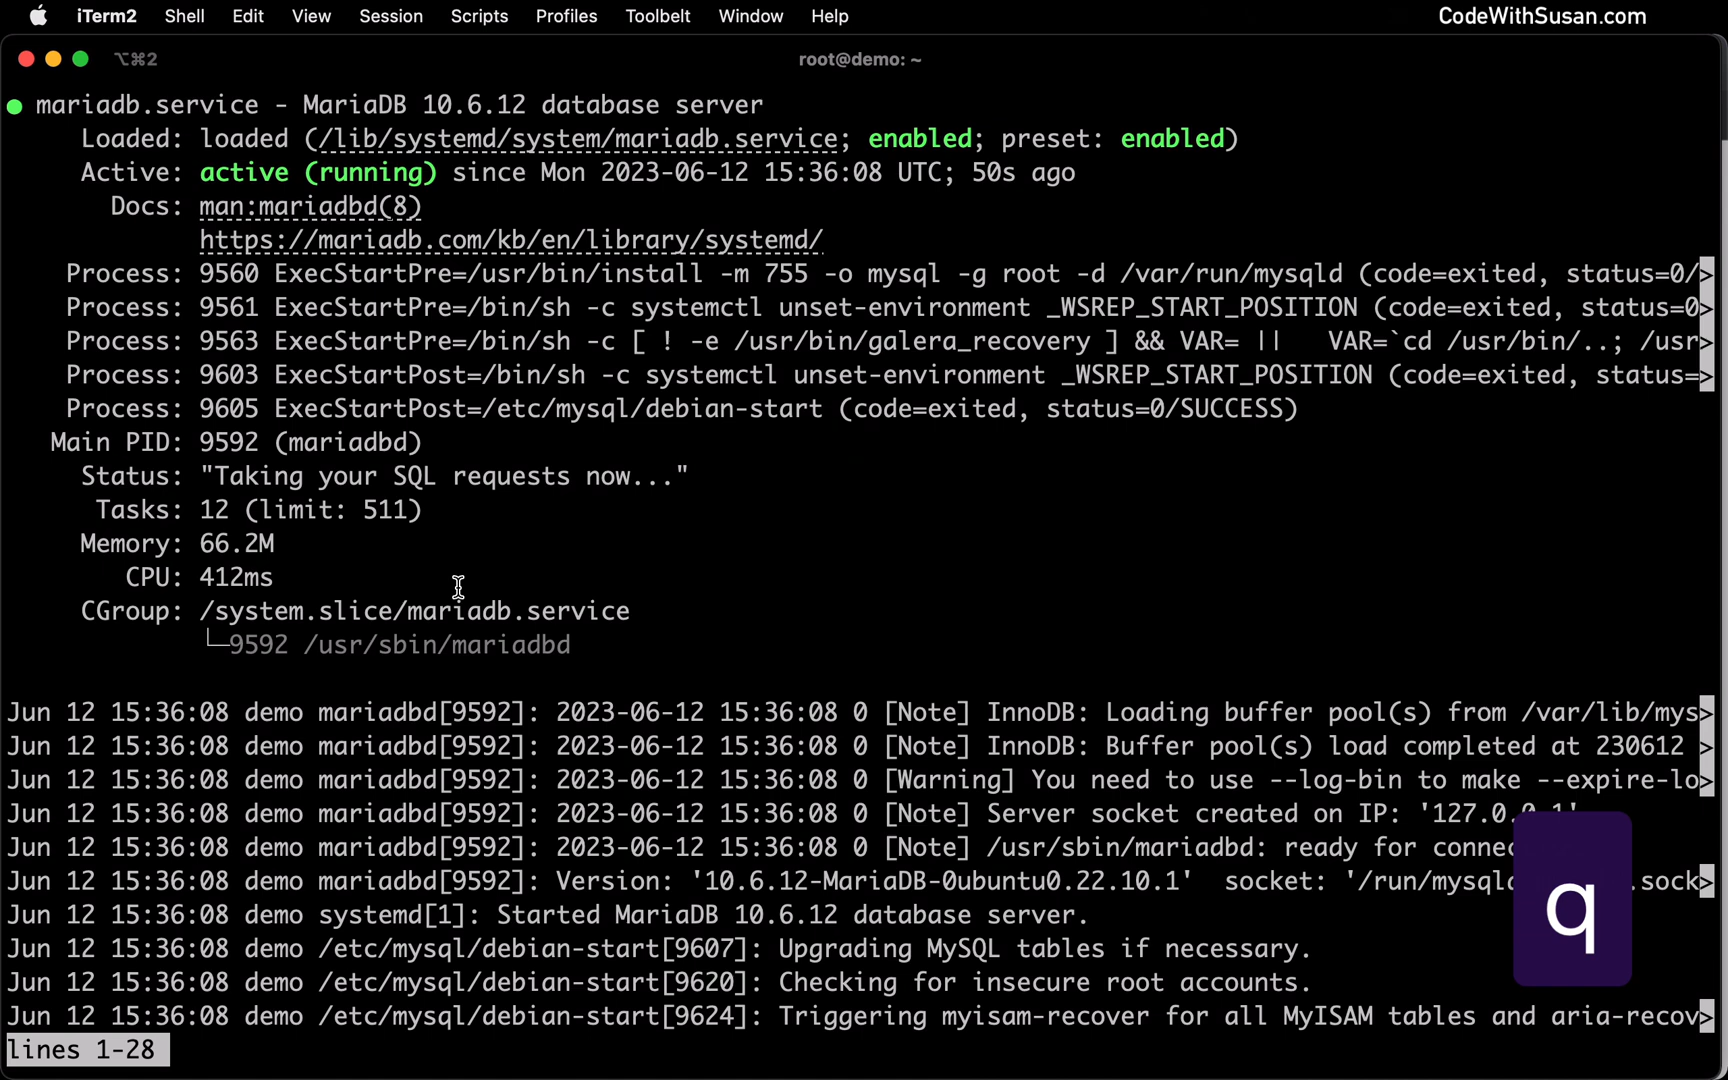 iTerm2 Shell Edit View Session Scripts Profiles Toolbelt Window Help CodeWithSusan.com
⌥⌘2 root@demo: ~
● mariadb.service - MariaDB 10.6.12 database server
Loaded: loaded (/lib/systemd/system/mariadb.service; enabled; preset: enabled)
Active: active (running) since Mon 2023-06-12 15:36:08 UTC; 50s ago
Docs: man:mariadbd(8)
https://mariadb.com/kb/en/library/systemd/
Process: 9560 ExecStartPre=/usr/bin/install -m 755 -o mysql -g root -d /var/run/mysqld (code=exited, status=0/>
Process: 9561 ExecStartPre=/bin/sh -c systemctl unset-environment _WSREP_START_POSITION (code=exited, status=0>
Process: 9563 ExecStartPre=/bin/sh -c [ ! -e /usr/bin/galera_recovery ] && VAR= ||   VAR=`cd /usr/bin/..; /usr>
Process: 9603 ExecStartPost=/bin/sh -c systemctl unset-environment _WSREP_START_POSITION (code=exited, status=>
Process: 9605 ExecStartPost=/etc/mysql/debian-start (code=exited, status=0/SUCCESS)
Main PID: 9592 (mariadbd)
Status: "Taking your SQL requests now..."
Tasks: 12 (limit: 511)
Memory: 66.2M
CPU: 412ms
CGroup: /system.slice/mariadb.service
└─9592 /usr/sbin/mariadbd
Jun 12 15:36:08 demo mariadbd[9592]: 2023-06-12 15:36:08 0 [Note] InnoDB: Loading buffer pool(s) from /var/lib/mys>
Jun 12 15:36:08 demo mariadbd[9592]: 2023-06-12 15:36:08 0 [Note] InnoDB: Buffer pool(s) load completed at 230612 >
Jun 12 15:36:08 demo mariadbd[9592]: 2023-06-12 15:36:08 0 [Warning] You need to use --log-bin to make --expire-lo>
Jun 12 15:36:08 demo mariadbd[9592]: 2023-06-12 15:36:08 0 [Note] Server socket created on IP: '127.0.0.1'.
Jun 12 15:36:08 demo mariadbd[9592]: 2023-06-12 15:36:08 0 [Note] /usr/sbin/mariadbd: ready for connec
Jun 12 15:36:08 demo mariadbd[9592]: Version: '10.6.12-MariaDB-0ubuntu0.22.10.1'  socket: '/run/mysql .sock>
Jun 12 15:36:08 demo systemd[1]: Started MariaDB 10.6.12 database server.
Jun 12 15:36:08 demo /etc/mysql/debian-start[9607]: Upgrading MySQL tables if necessary.
Jun 12 15:36:08 demo /etc/mysql/debian-start[9620]: Checking for insecure root accounts.
Jun 12 15:36:08 demo /etc/mysql/debian-start[9624]: Triggering myisam-recover for all MyISAM tables and aria-recov>
lines 1-28
q